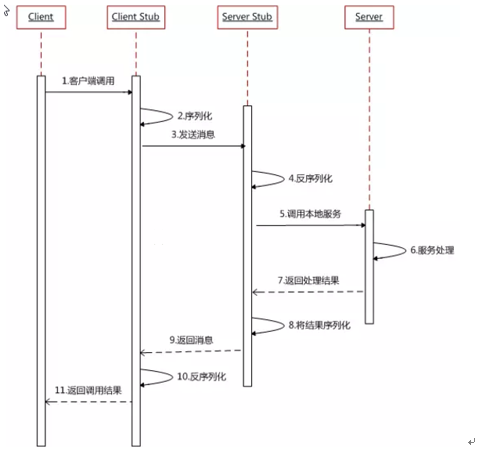 Client
Client Stub
Server Stub
Server
1.客户端调用
2.序列化
3.发送消息
4.反序列化
5.调用本地服务
6.服务处理
7.返回处理结果
8.将结果序列化
9.返回消息
10.反序列化
11.返回调用结果